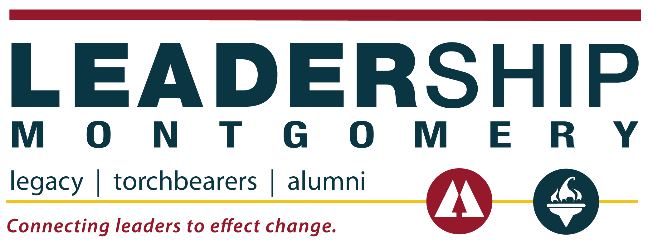 LEADERSHIP
MONTGOMERY
legacy | torchbearers | alumni
Connecting leaders to effect change.